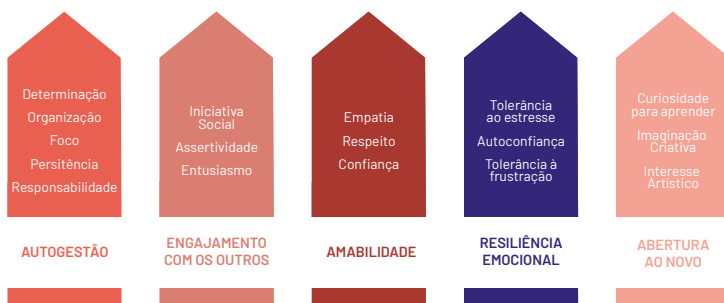 Determinação
Organização
Foco
Persitência
Responsabilidade
AUTOGESTÃO
Iniciativa
Social
Assertividade
Entusiasmo
ENGAJAMENTO
COM OS OUTROS
Empatia
Respeito
Confiança
AMABILIDADE
Tolerância
ao estresse
Autoconfiança
Tolerância à
frustração
RESILIÊNCIA
EMOCIONAL
Curiosidade
para aprender
Imaginação
Criativa
Interesse
Artístico
ABERTURA
AO NOVO